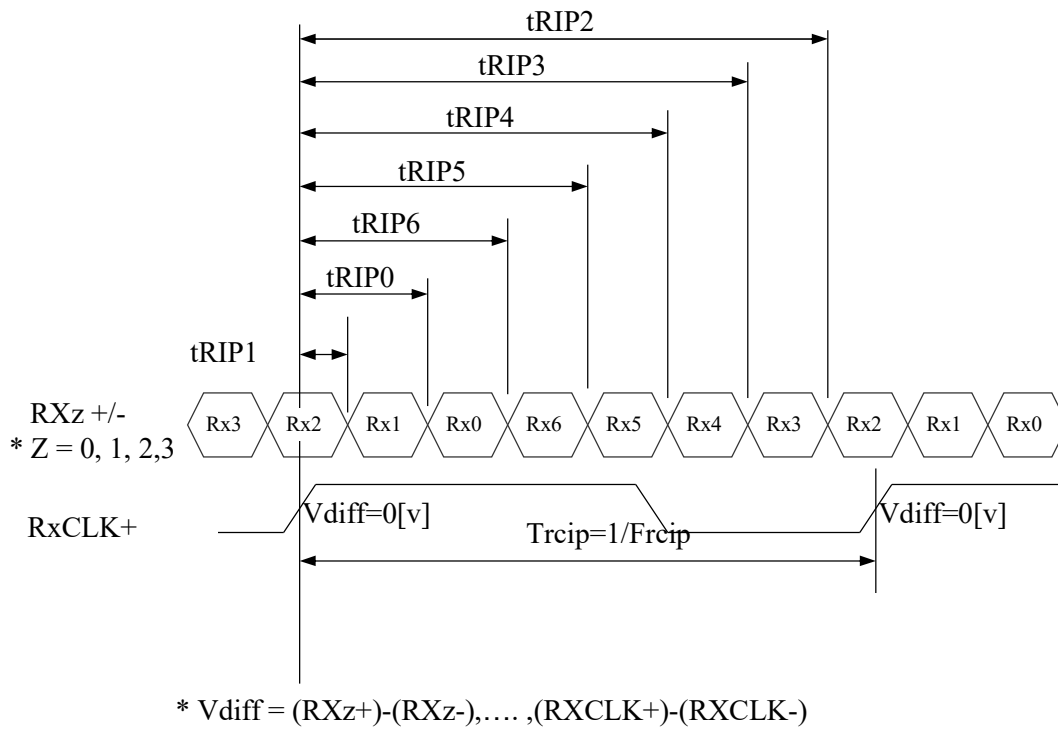 tRIP2
tRIP3
tRIP4
tRIP5
tRIP6
tRIP0
tRIP1
RXz +/-
* Z = 0, 1, 2,3
Rx3 Rx2 Rx1 Rx0 Rx6 Rx5 Rx4 Rx3 Rx2 Rx1 Rx0
RxCLK+
Vdiff=0[v]
Vdiff=0[v]
Trcip=1/Frcip
* Vdiff = (RXz+)-(RXz-),…. ,(RXCLK+)-(RXCLK-)